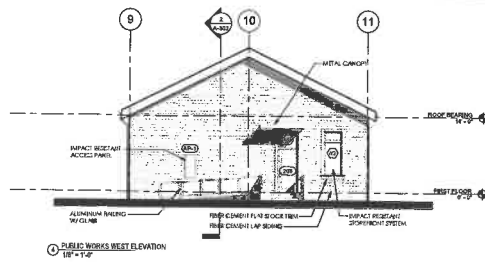 9
2
A-302
10
11
METAL CANOPY
ROOF BEARING
IMPACT RESISTANT
ACCESS PANEL
FIRST FLOOR
0'-0"
ALUMINUM RAILING
W/ GLASS
FIBER CEMENT FLAT STOCK TRIM
FIBER CEMENT LAP SIDING
IMPACT RESISTANT
STOREFRONT SYSTEM
4 PUBLIC WORKS WEST ELEVATION
1/8" = 1'-0"